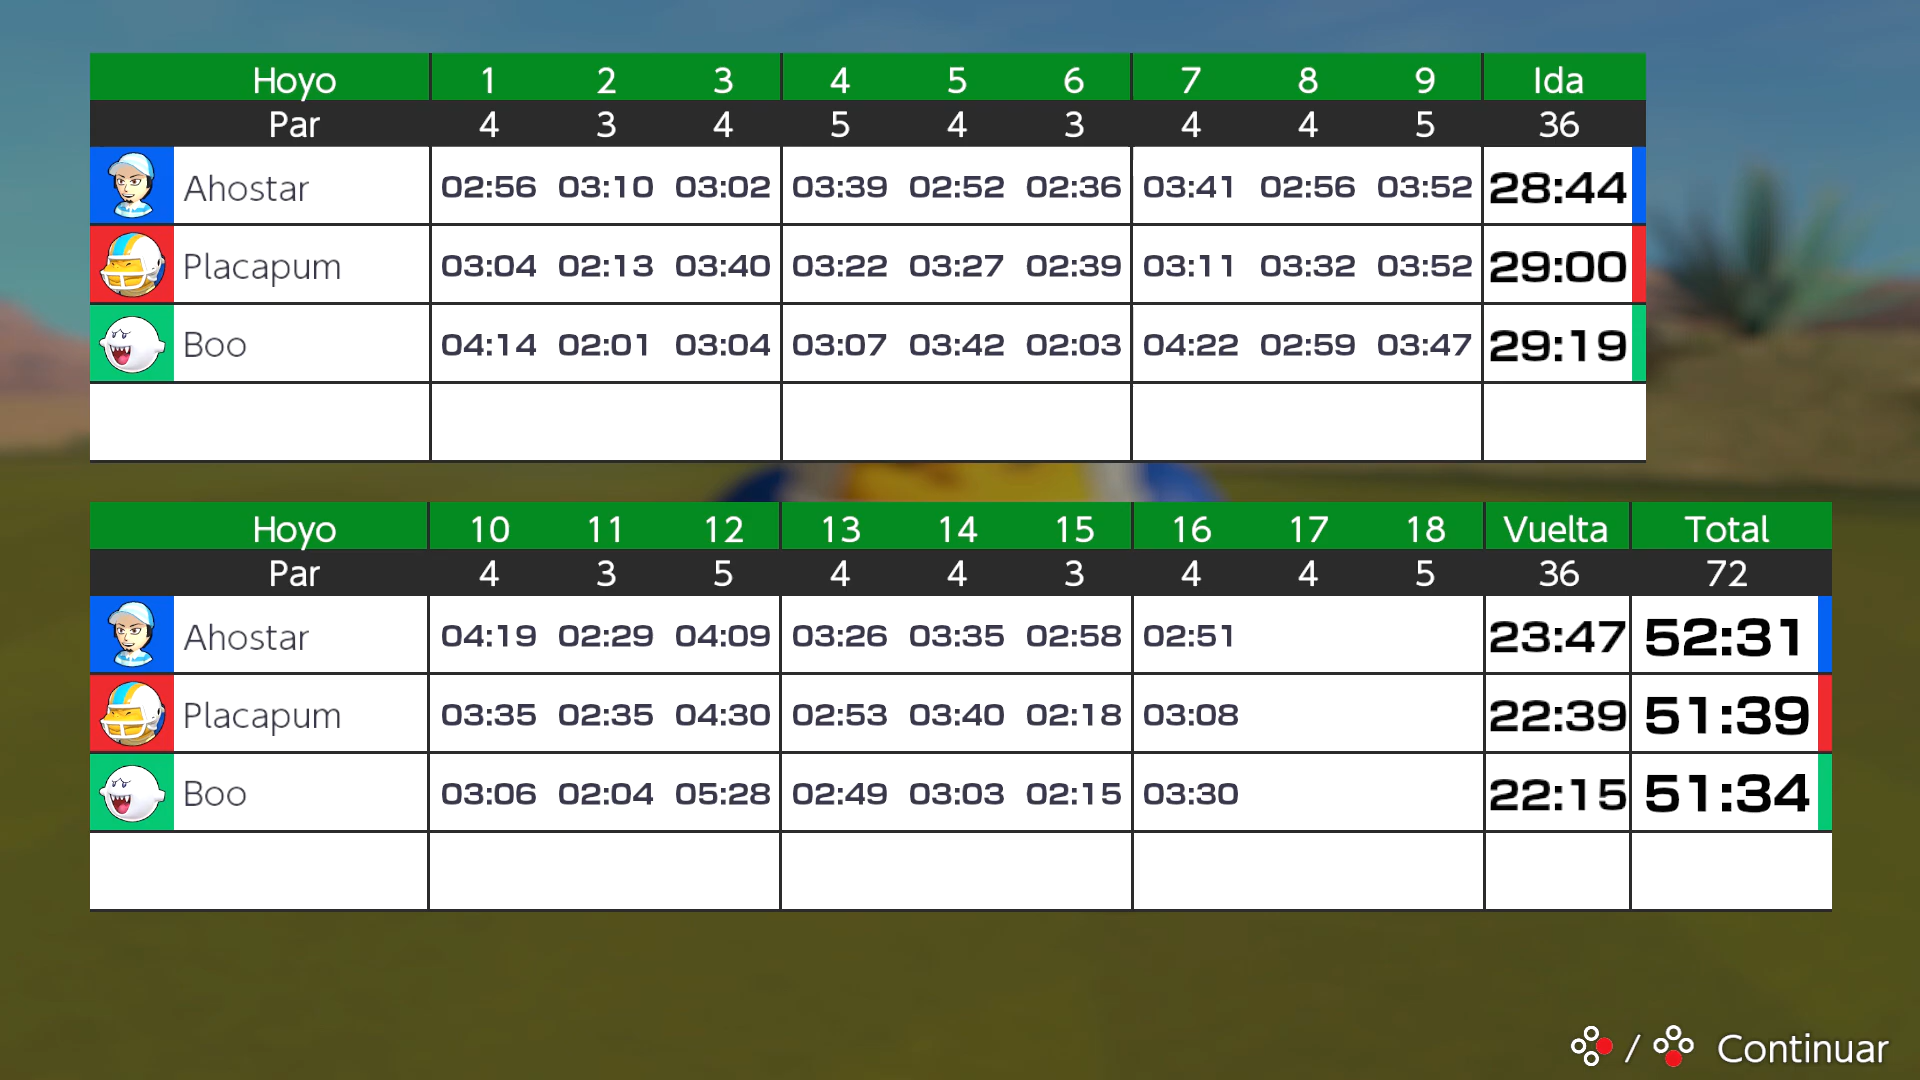 Hoyo 1 2 3 4 5 6 7 8 9 Ida
Par 4 3 4 5 4 3 4 4 5 36
Ahostar 02:56 03:10 03:02 03:39 02:52 02:36 03:41 02:56 03:52 28:44
Placapum 03:04 02:13 03:40 03:22 03:27 02:39 03:11 03:32 03:52 29:00
Boo 04:14 02:01 03:04 03:07 03:42 02:03 04:22 02:59 03:47 29:19
Hoyo 10 11 12 13 14 15 16 17 18 Vuelta Total
Par 4 3 5 4 4 3 4 4 5 36 72
Ahostar 04:19 02:29 04:09 03:26 03:35 02:58 02:51 23:47 52:31
Placapum 03:35 02:35 04:30 02:53 03:40 02:18 03:08 22:39 51:39
Boo 03:06 02:04 05:28 02:49 03:03 02:15 03:30 22:15 51:34
/ Continuar